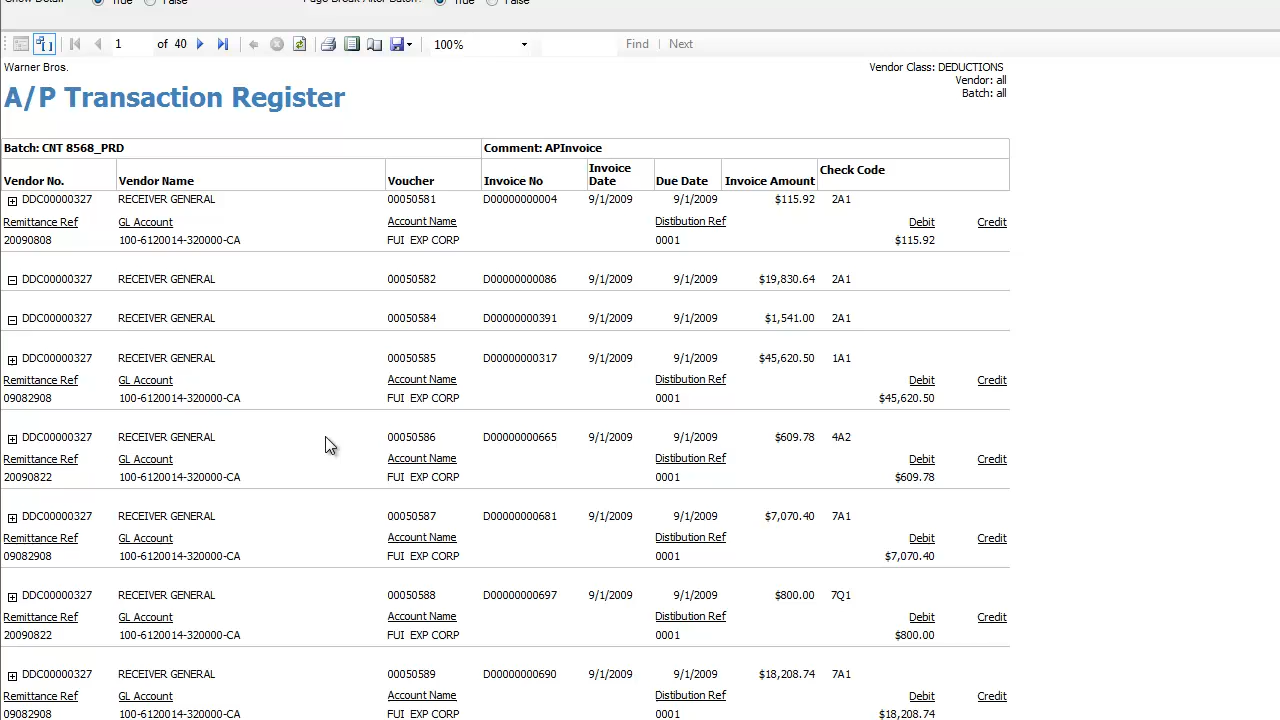 Show Detail True False Page Break After Batch? True False
1 of 40 100% Find | Next
Warner Bros. Vendor Class: DEDUCTIONS
A/P Transaction Register Vendor: all
Batch: all
Batch: CNT 8568_PRD Comment: APInvoice
Vendor No. Vendor Name Voucher Invoice No Invoice Date Due Date Invoice Amount Check Code
DDC00000327 RECEIVER GENERAL 00050581 D00000000004 9/1/2009 9/1/2009 $115.92 2A1
Remittance Ref GL Account Account Name Distibution Ref Debit Credit
20090808 100-6120014-320000-CA FUI EXP CORP 0001 $115.92
DDC00000327 RECEIVER GENERAL 00050582 D00000000086 9/1/2009 9/1/2009 $19,830.64 2A1
DDC00000327 RECEIVER GENERAL 00050584 D00000000391 9/1/2009 9/1/2009 $1,541.00 2A1
DDC00000327 RECEIVER GENERAL 00050585 D00000000317 9/1/2009 9/1/2009 $45,620.50 1A1
Remittance Ref GL Account Account Name Distibution Ref Debit Credit
09082908 100-6120014-320000-CA FUI EXP CORP 0001 $45,620.50
DDC00000327 RECEIVER GENERAL 00050586 D00000000665 9/1/2009 9/1/2009 $609.78 4A2
Remittance Ref GL Account Account Name Distibution Ref Debit Credit
20090822 100-6120014-320000-CA FUI EXP CORP 0001 $609.78
DDC00000327 RECEIVER GENERAL 00050587 D00000000681 9/1/2009 9/1/2009 $7,070.40 7A1
Remittance Ref GL Account Account Name Distibution Ref Debit Credit
09082908 100-6120014-320000-CA FUI EXP CORP 0001 $7,070.40
DDC00000327 RECEIVER GENERAL 00050588 D00000000697 9/1/2009 9/1/2009 $800.00 7Q1
Remittance Ref GL Account Account Name Distibution Ref Debit Credit
20090822 100-6120014-320000-CA FUI EXP CORP 0001 $800.00
DDC00000327 RECEIVER GENERAL 00050589 D00000000690 9/1/2009 9/1/2009 $18,208.74 7A1
Remittance Ref GL Account Account Name Distibution Ref Debit Credit
09082908 100-6120014-320000-CA FUI EXP CORP 0001 $18,208.74